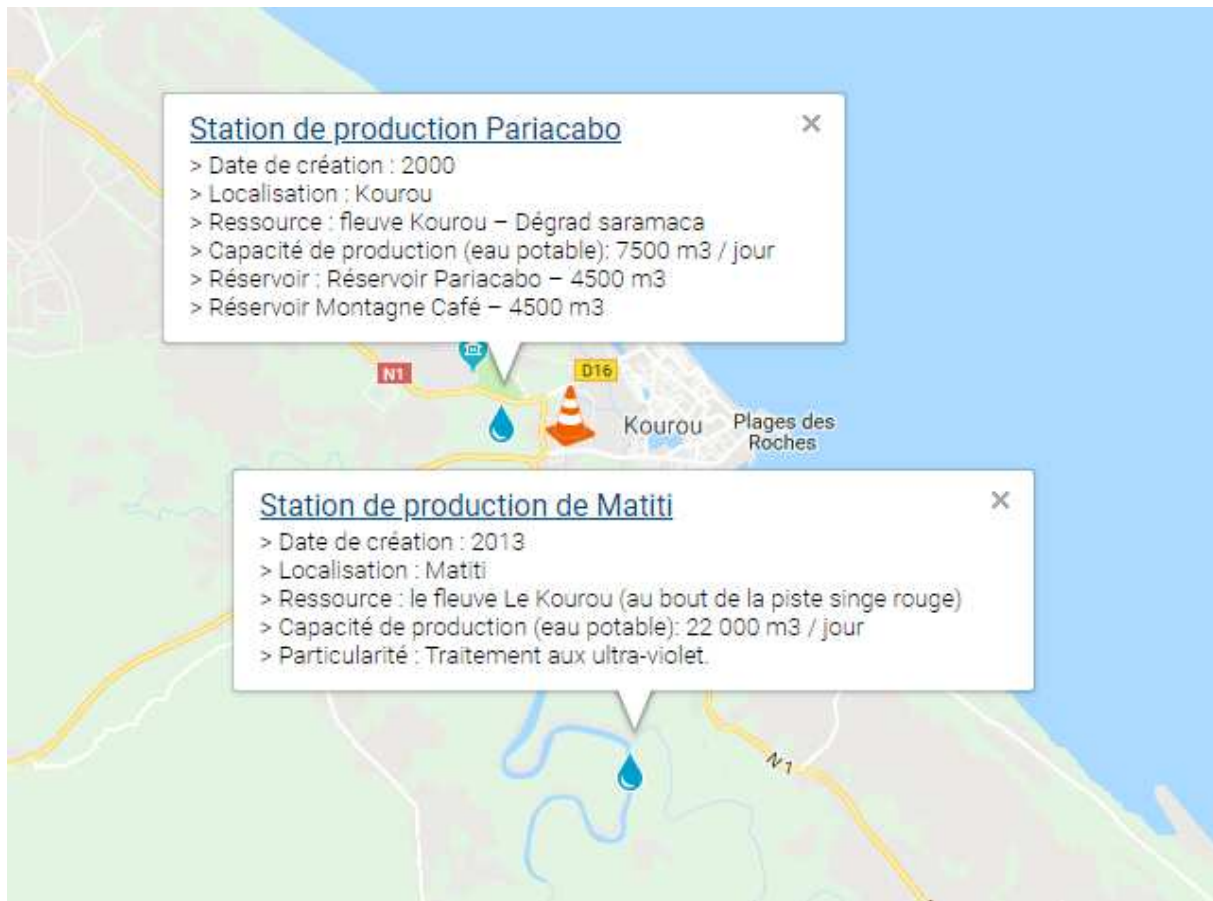 Station de production Pariacabo
> Date de création : 2000
> Localisation : Kourou
> Ressource : fleuve Kourou – Dégrad saramaca
> Capacité de production (eau potable): 7500 m3 / jour
> Réservoir : Réservoir Pariacabo – 4500 m3
> Réservoir Montagne Café – 4500 m3
N1
D16
Kourou
Plages des
Roches
Station de production de Matiti
> Date de création : 2013
> Localisation : Matiti
> Ressource : le fleuve Le Kourou (au bout de la piste singe rouge)
> Capacité de production (eau potable): 22 000 m3 / jour
> Particularité : Traitement aux ultra-violet.
N1